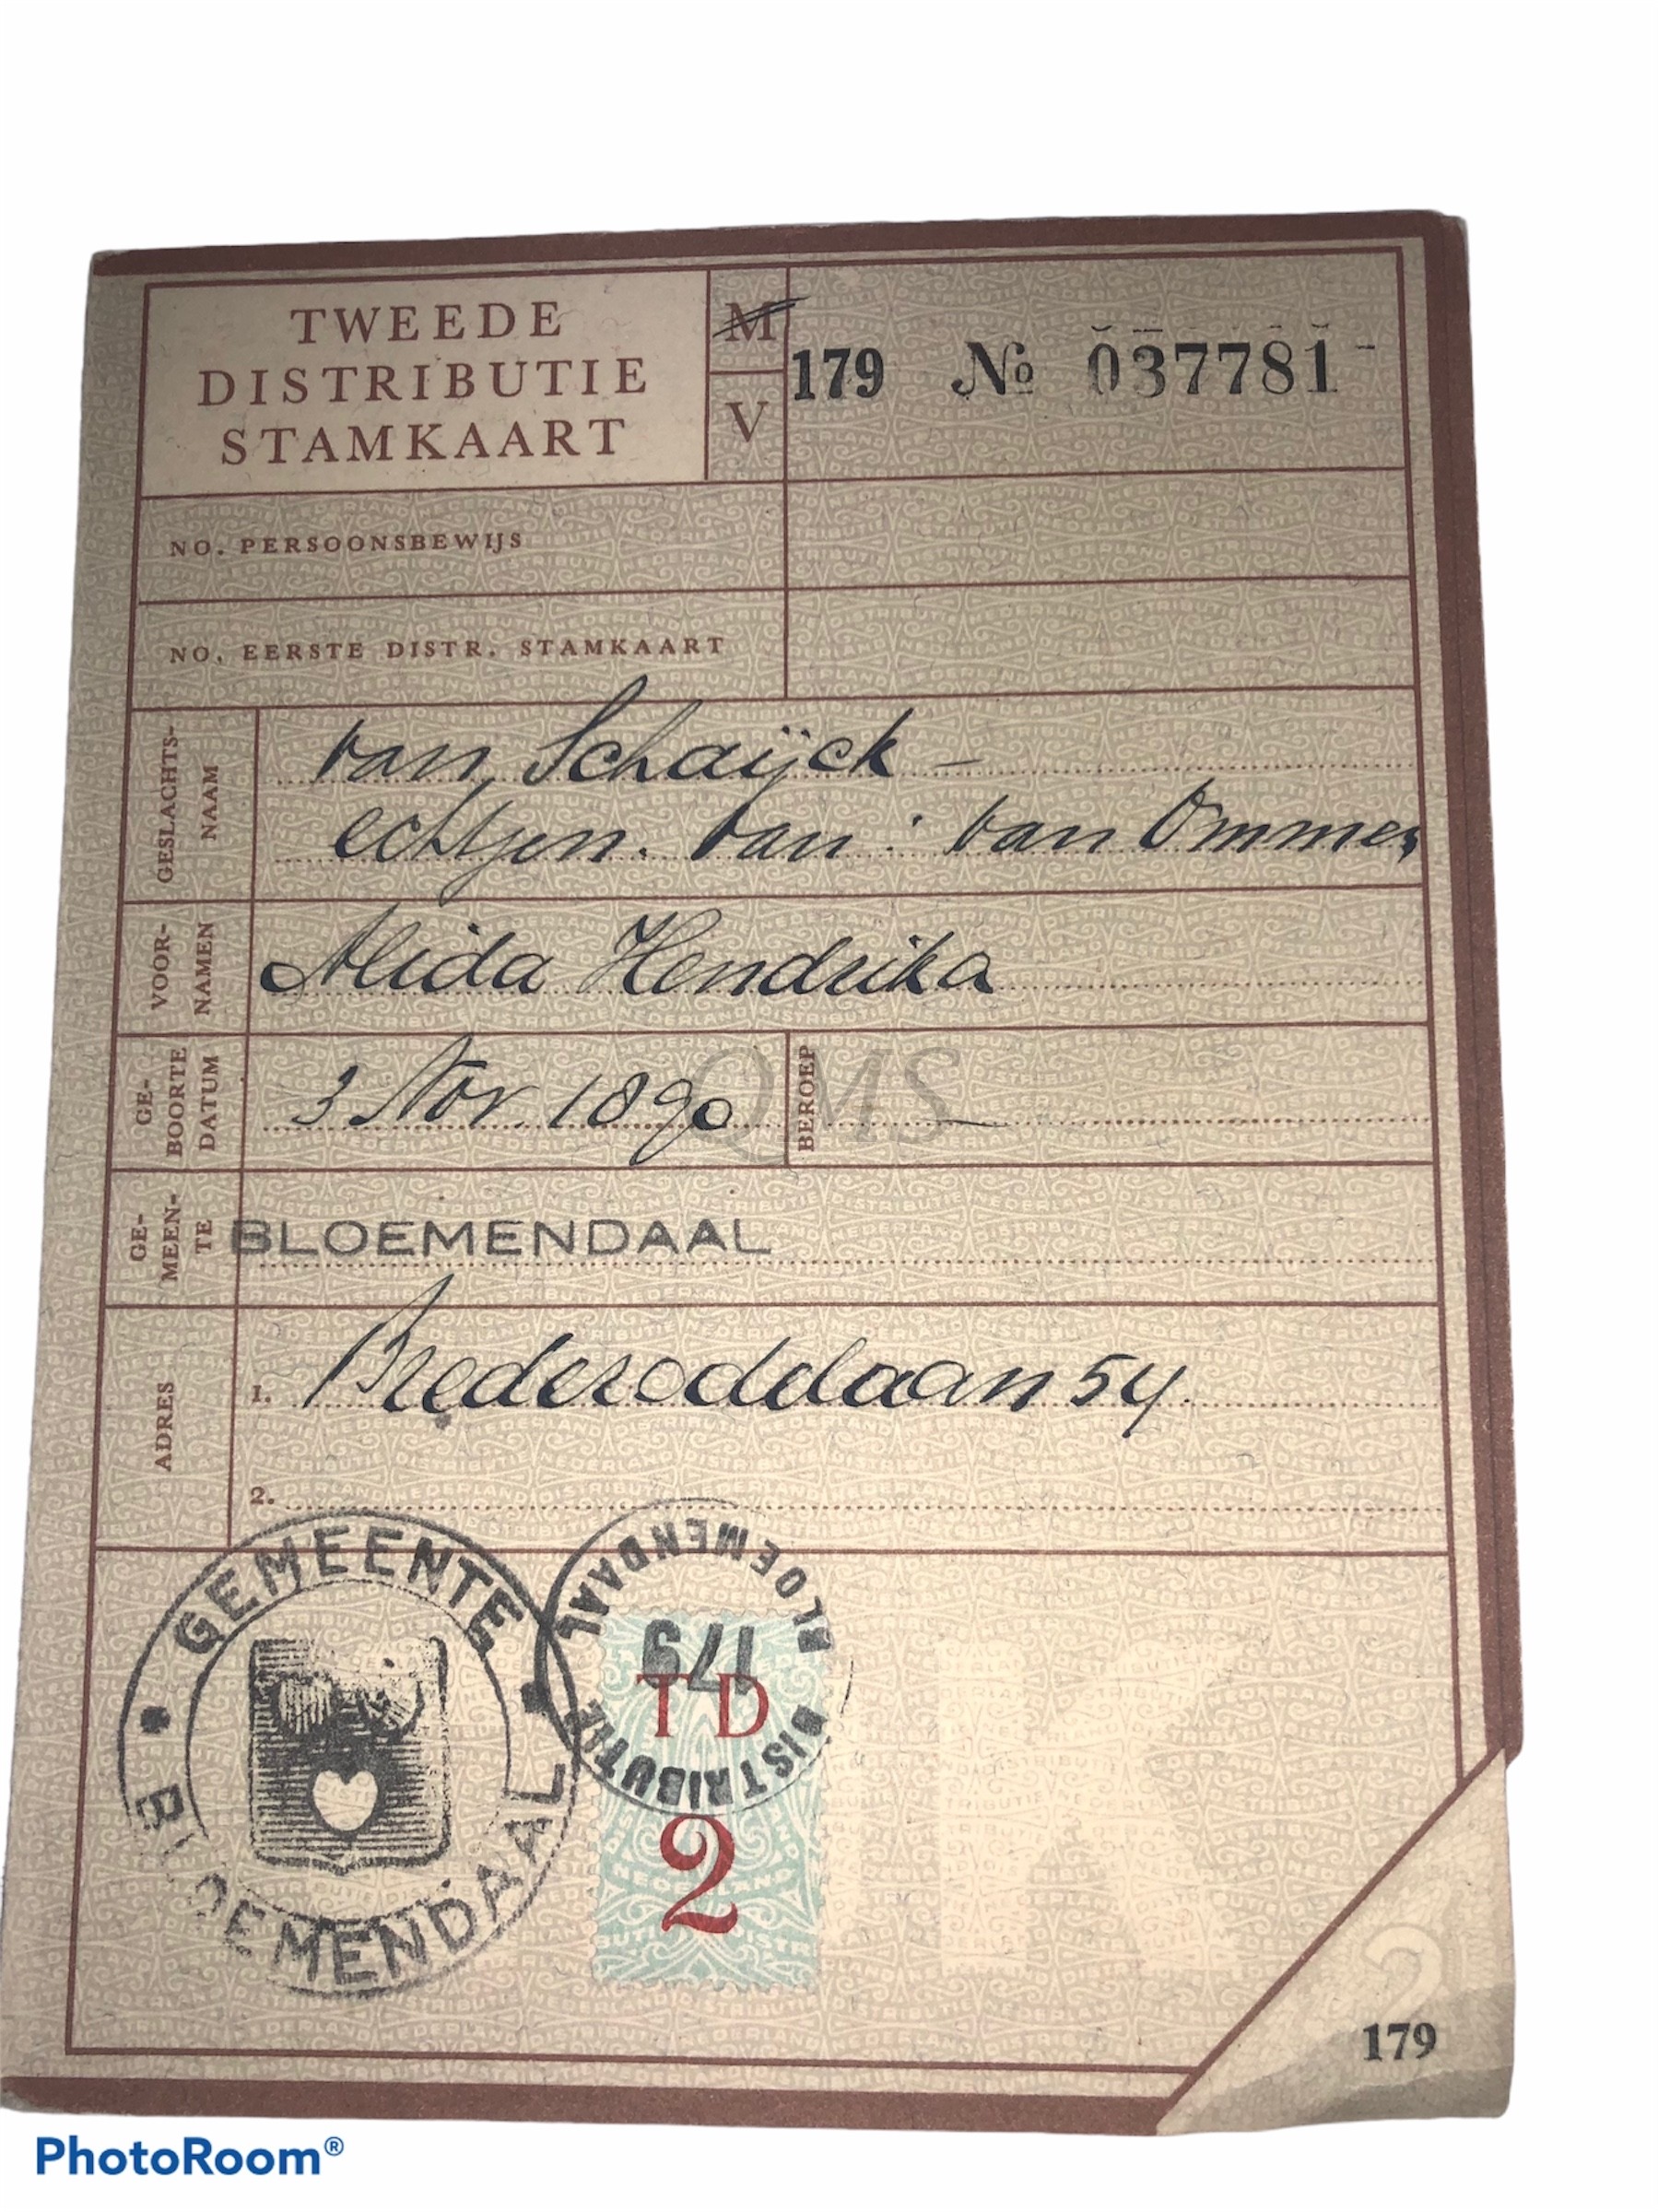 TWEEDE
DISTRIBUTIE
STAMKAART
M
V
179 № 037781
NO. PERSOONSBEWIJS
NO. EERSTE DISTR. STAMKAART
GESLACHTS-
NAAM
van Schaijck -
echtgen. van: van Ommen
VOOR-
NAMEN
Alida Hendrika
GE-
BOORTE
DATUM
3 Nov. 1890
BEROEP
QMS
GE-
MEEN-
TE
BLOEMENDAAL
ADRES
1. Brederodelaan 54.
2.
GEMEENTE
BLOEMENDAAL
DISTRIBUTIE
BLOEMENDAAL
179
TD
2
K
2
179
PhotoRoom®